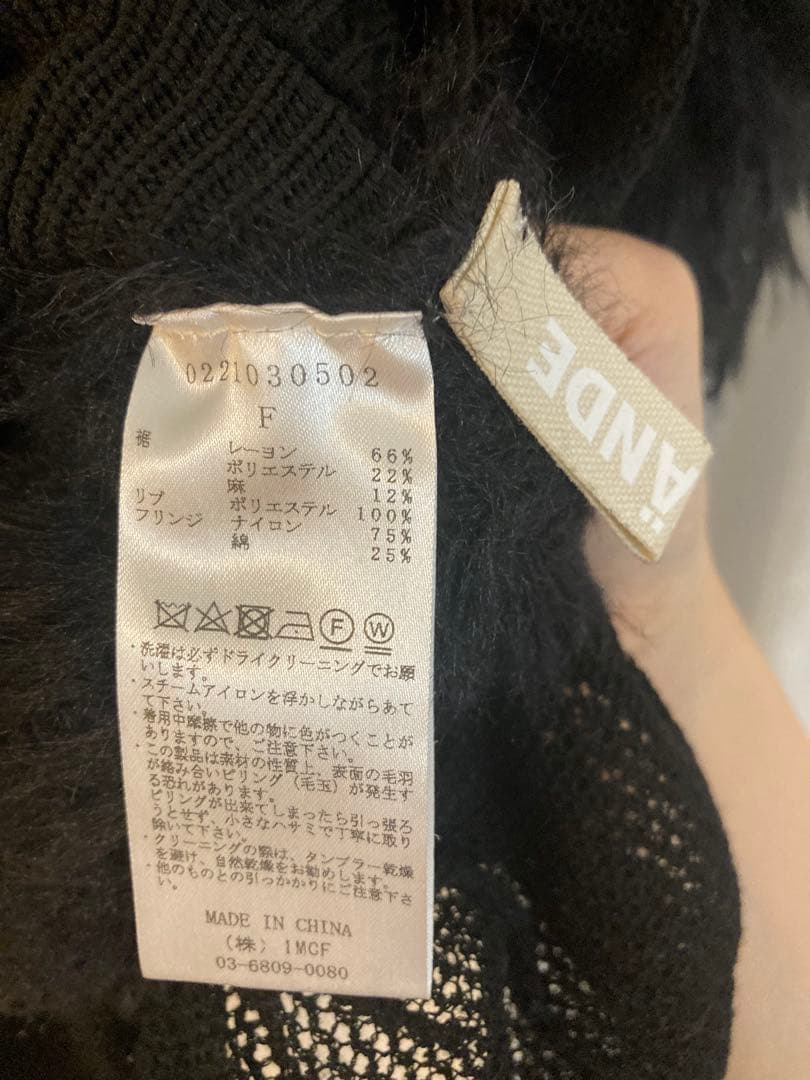 0221030502
F
裾 レーヨン 66%
ポリエステル 22%
麻 12%
リブ ポリエステル 100%
フリンジ ナイロン 75%
綿 25%
F W
・洗濯は必ずドライクリーニングでお願
いします。
・スチームアイロンを浮かしながらあて
て下さい。
・着用中摩擦で他の物に色がつくことが
ありますので、ご注意下さい。
・この製品は素材の性質上、表面の毛羽
が絡み合いピリング(毛玉)が発生す
る恐れがあります。
ピリングが出来てしまったら引っ張ろ
うとせず、小さなハサミで丁寧に取り
除いて下さい。
・クリーニングの際は、タンブラー乾燥
を避け、自然乾燥をお勧めします。
・他のものとの引っかかりにご注意下さ
い。
MADE IN CHINA
(株) 1MCF
03-6809-0080
ÄNDE